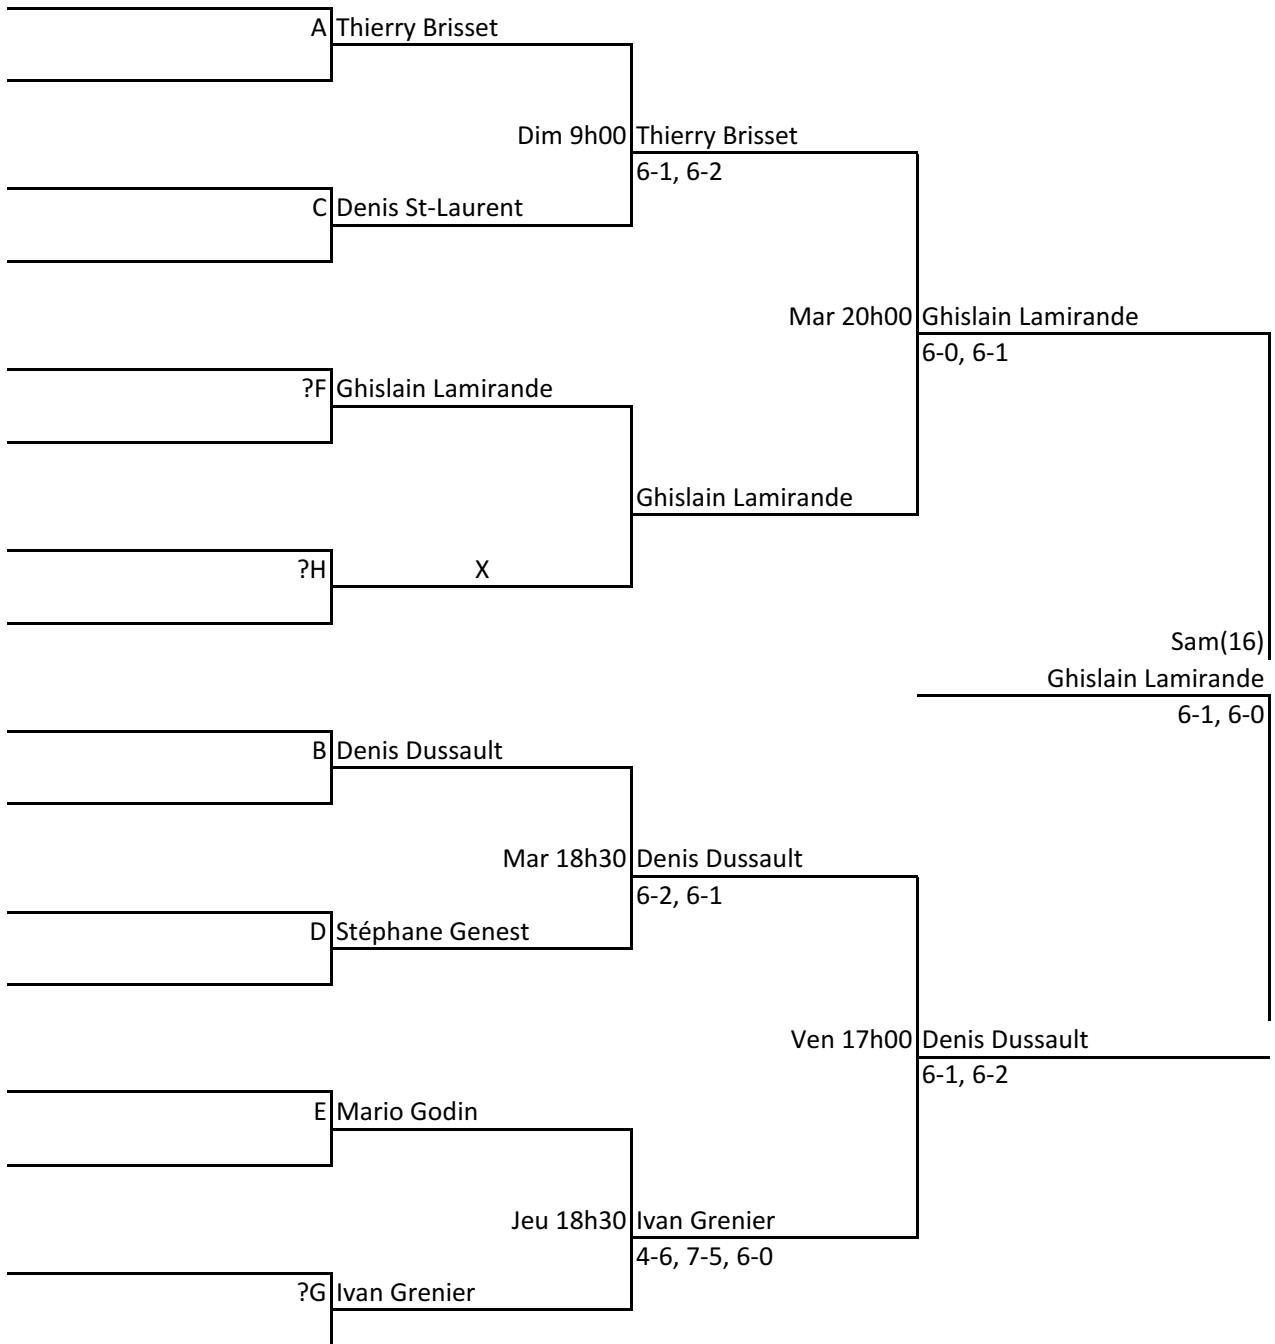 A Thierry Brisset
Dim 9h00 Thierry Brisset
6-1, 6-2
C Denis St-Laurent
Mar 20h00 Ghislain Lamirande
6-0, 6-1
?F Ghislain Lamirande
Ghislain Lamirande
?H X
Sam(16)
Ghislain Lamirande
6-1, 6-0
B Denis Dussault
Mar 18h30 Denis Dussault
6-2, 6-1
D Stéphane Genest
Ven 17h00 Denis Dussault
6-1, 6-2
E Mario Godin
Jeu 18h30 Ivan Grenier
4-6, 7-5, 6-0
?G Ivan Grenier